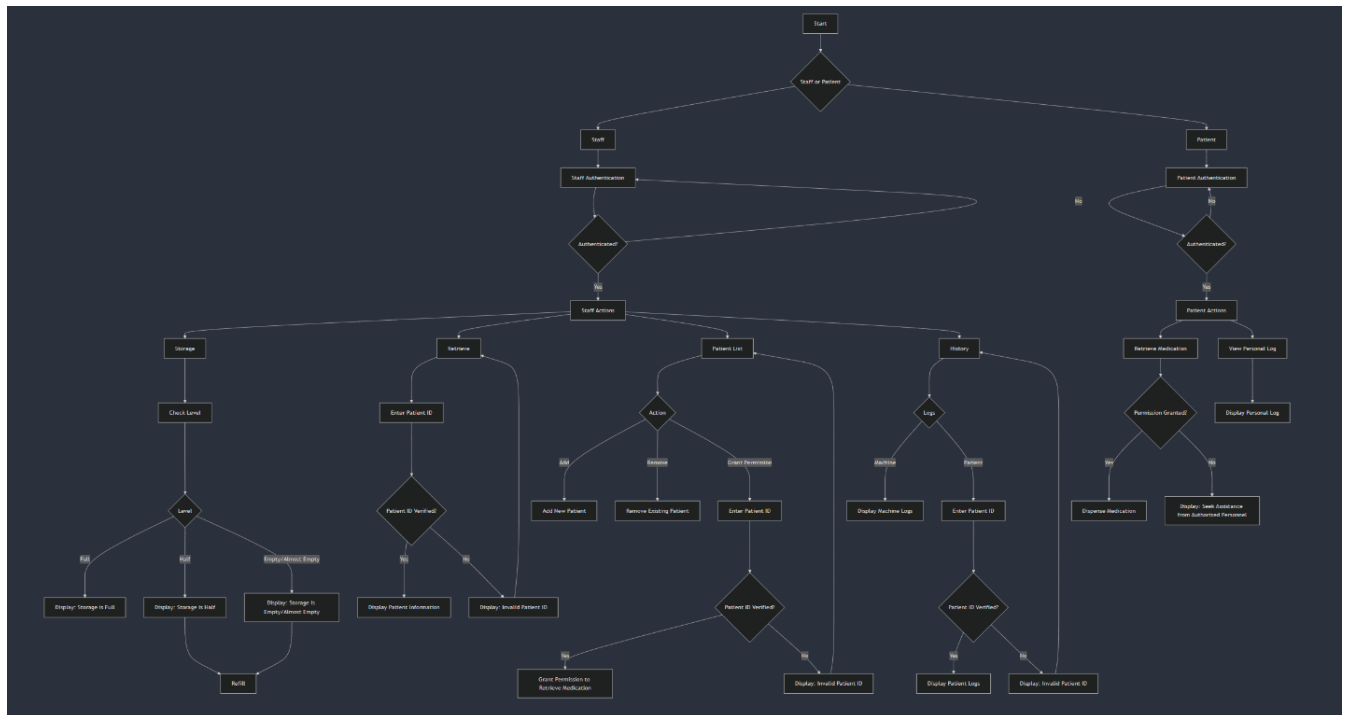 Start
Staff or Patient
Staff
Patient
Staff Authentication
Patient Authentication
No
No
Authenticated?
Authenticated?
Yes
Yes
Staff Actions
Patient Actions
Storage
Retrieve
Patient List
History
Retrieve Medication
View Personal Log
Check Level
Enter Patient ID
Action
Logs
Permission Granted?
Display Personal Log
Add
Remove
Grant Permission
Machine
Patient
Yes
No
Level
Patient ID Verified?
Add New Patient
Remove Existing Patient
Enter Patient ID
Display Machine Logs
Enter Patient ID
Dispense Medication
Display: Seek Assistance
From Authorized Personnel
Full
Half
Empty/Almost Empty
Yes
No
Display: Storage is Full
Display: Storage is Half
Display: Storage is
Empty/Almost Empty
Display Patient Information
Display: Invalid Patient ID
Patient ID Verified?
Patient ID Verified?
Yes
No
Yes
No
Refill
Grant Permission to
Retrieve Medication
Display: Invalid Patient ID
Display Patient Logs
Display: Invalid Patient ID